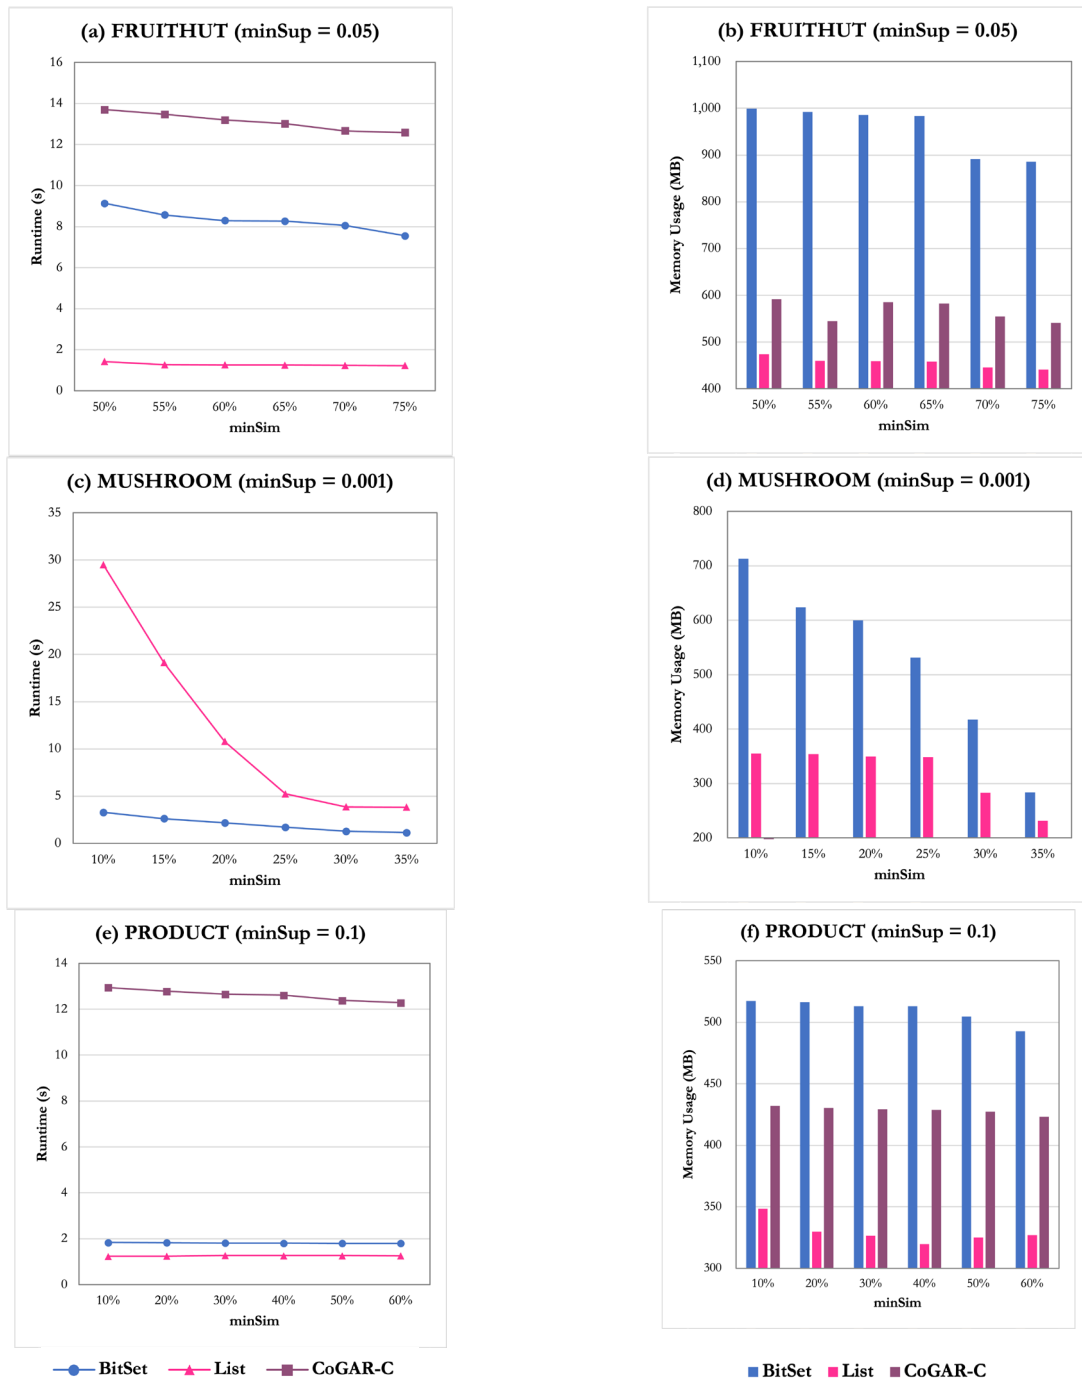 (a) FRUITHUT (minSup = 0.05)
16
14
12
10
8
6
4
2
0
Runtime (s)
50% 55% 60% 65% 70% 75%
minSim
(b) FRUITHUT (minSup = 0.05)
1,100
1,000
900
800
700
600
500
400
Memory Usage (MB)
50% 55% 60% 65% 70% 75%
minSim
(c) MUSHROOM (minSup = 0.001)
35
30
25
20
15
10
5
0
Runtime (s)
10% 15% 20% 25% 30% 35%
minSim
(d) MUSHROOM (minSup = 0.001)
800
700
600
500
400
300
200
Memory Usage (MB)
10% 15% 20% 25% 30% 35%
minSim
(e) PRODUCT (minSup = 0.1)
14
12
10
8
6
4
2
0
Runtime (s)
10% 20% 30% 40% 50% 60%
minSim
(f) PRODUCT (minSup = 0.1)
550
500
450
400
350
300
Memory Usage (MB)
10% 20% 30% 40% 50% 60%
minSim
BitSet List CoGAR-C
BitSet List CoGAR-C